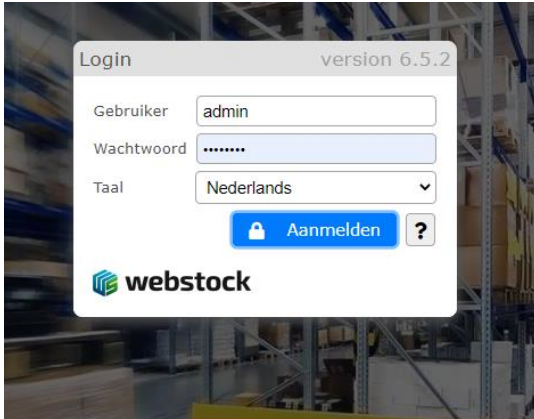 Login version 6.5.2
Gebruiker admin
Wachtwoord ••••••••
Taal Nederlands
Aanmelden ?
webstock